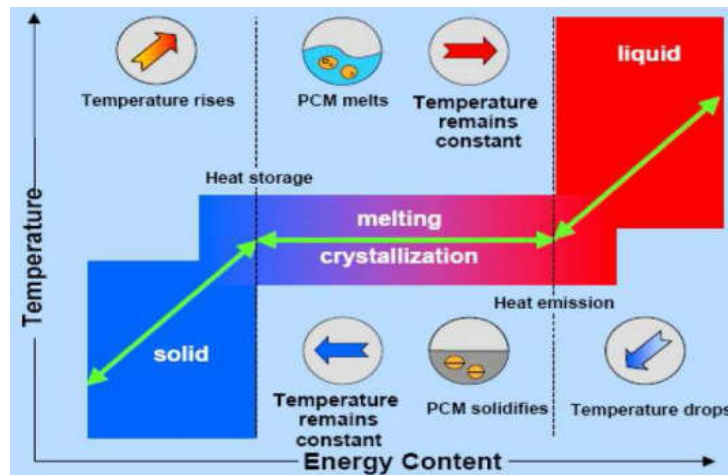 liquid
Temperature rises
PCM melts
Temperature
remains
constant
Heat storage
melting
crystallization
Heat emission
solid
Temperature
remains
constant
PCM solidifies
Temperature drops
Temperature
Energy Content